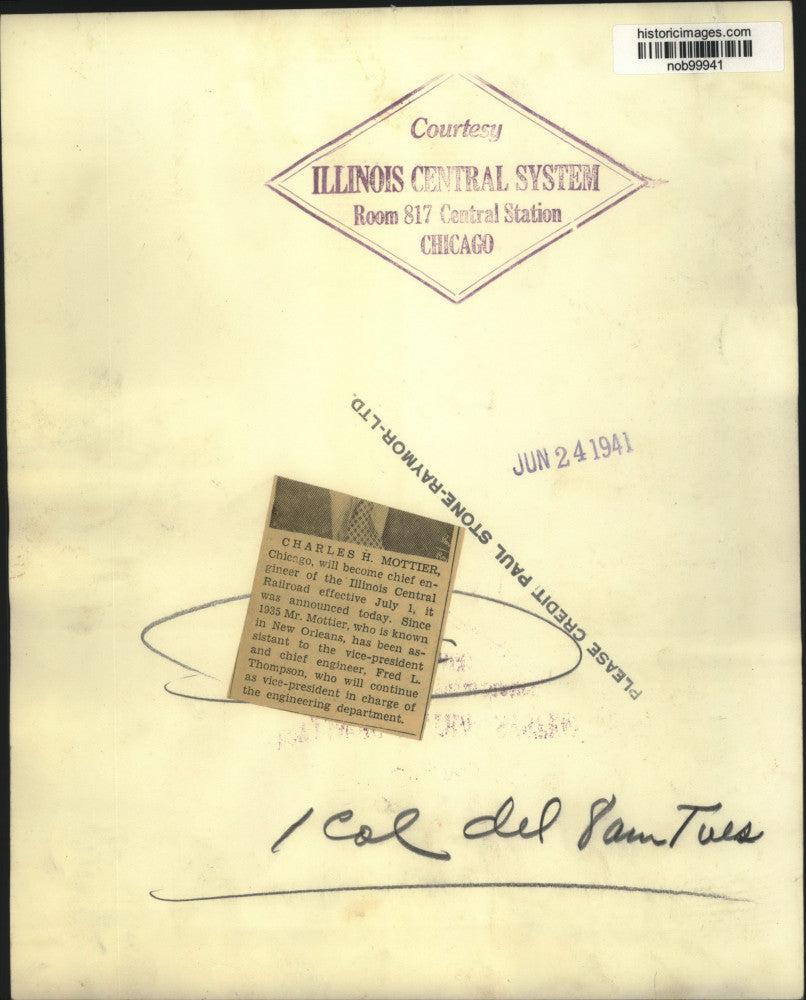 historicimages.com
nob99941
Courtesy
ILLINOIS CENTRAL SYSTEM
Room 817 Central Station
CHICAGO
JUN 24 1941
PLEASE CREDIT PAUL STONE-RAYMOR-LTD.
CHARLES H. MOTTIER,
Chicago, will become chief en-
gineer of the Illinois Central
Railroad effective July 1, it
was announced today. Since
1935 Mr. Mottier, who is known
in New Orleans, has been as-
sistant to the vice-president
and chief engineer, Fred L.
Thompson, who will continue
as vice-president in charge of
the engineering department.
1 Col del 8am Tues